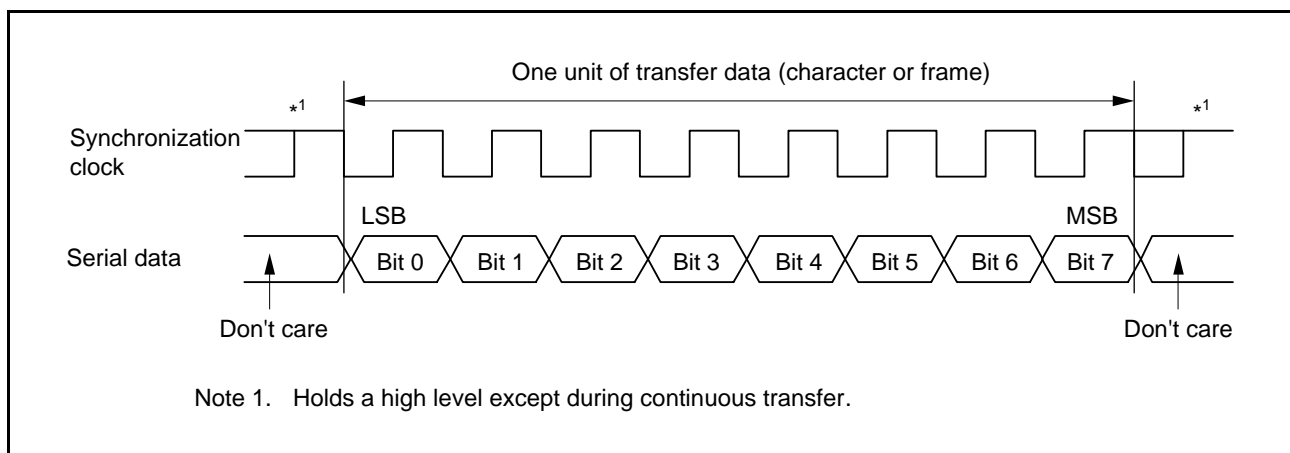 One unit of transfer data (character or frame)
*1 *1
Synchronization
clock
LSB MSB
Serial data Bit 0 Bit 1 Bit 2 Bit 3 Bit 4 Bit 5 Bit 6 Bit 7
Don't care Don't care
Note 1. Holds a high level except during continuous transfer.